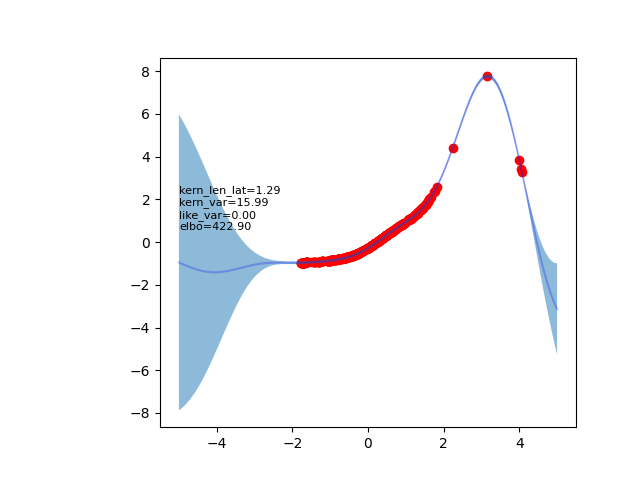 8
6
4
2
0
−2
−4
−6
−8
kern_len_lat=1.29
kern_var=15.99
like_var=0.00
elbo=422.90
−4 −2 0 2 4